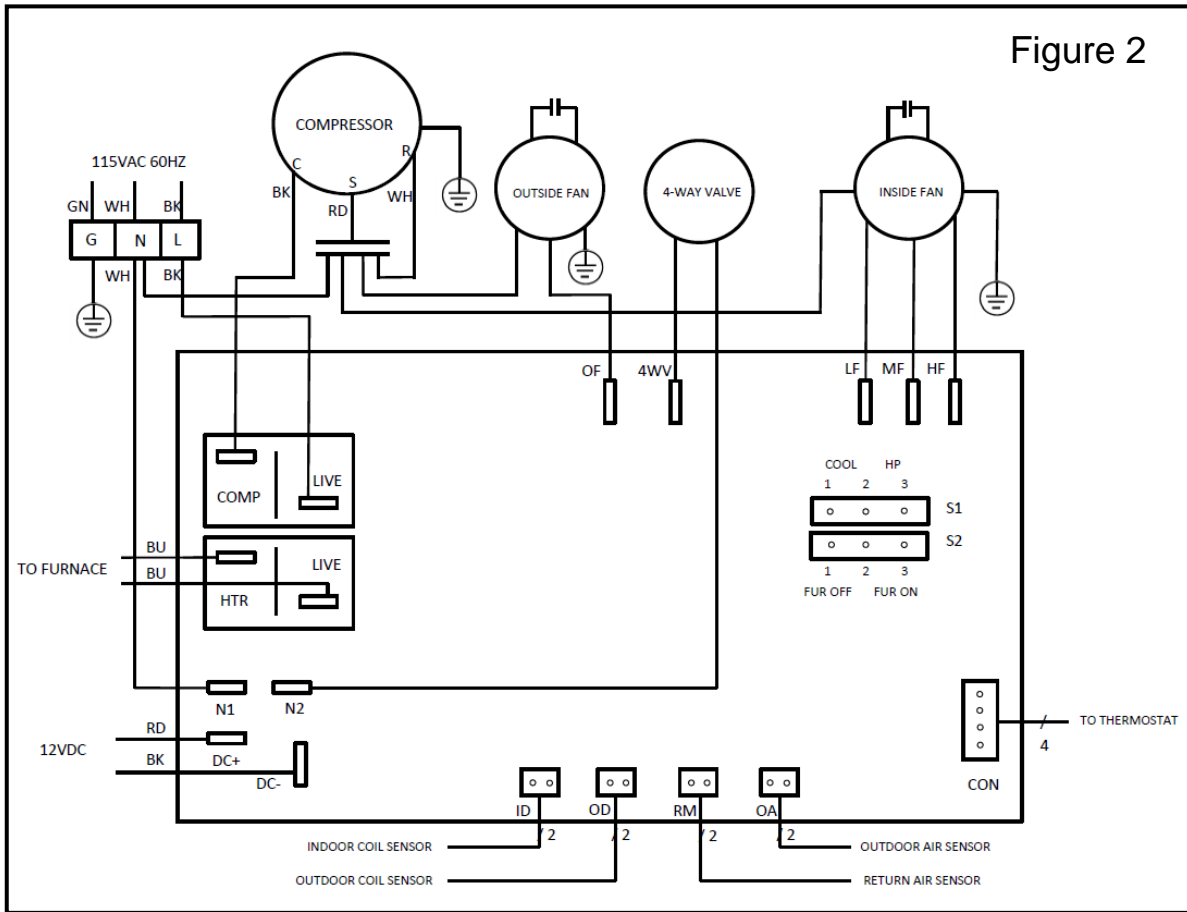 Figure 2
COMPRESSOR
C
S
R
BK
RD
WH
115VAC 60HZ
GN WH BK
G N L
WH BK
OUTSIDE FAN
4-WAY VALVE
INSIDE FAN
OF 4WV LF MF HF
COOL HP
1 2 3
S1
S2
1 2 3
FUR OFF FUR ON
COMP LIVE
HTR LIVE
TO FURNACE
BU
BU
N1 N2
12VDC
RD
BK
DC+
DC-
CON
TO THERMOSTAT
/
4
ID OD RM OA
/ 2 / 2 / 2 / 2
INDOOR COIL SENSOR
OUTDOOR COIL SENSOR
OUTDOOR AIR SENSOR
RETURN AIR SENSOR